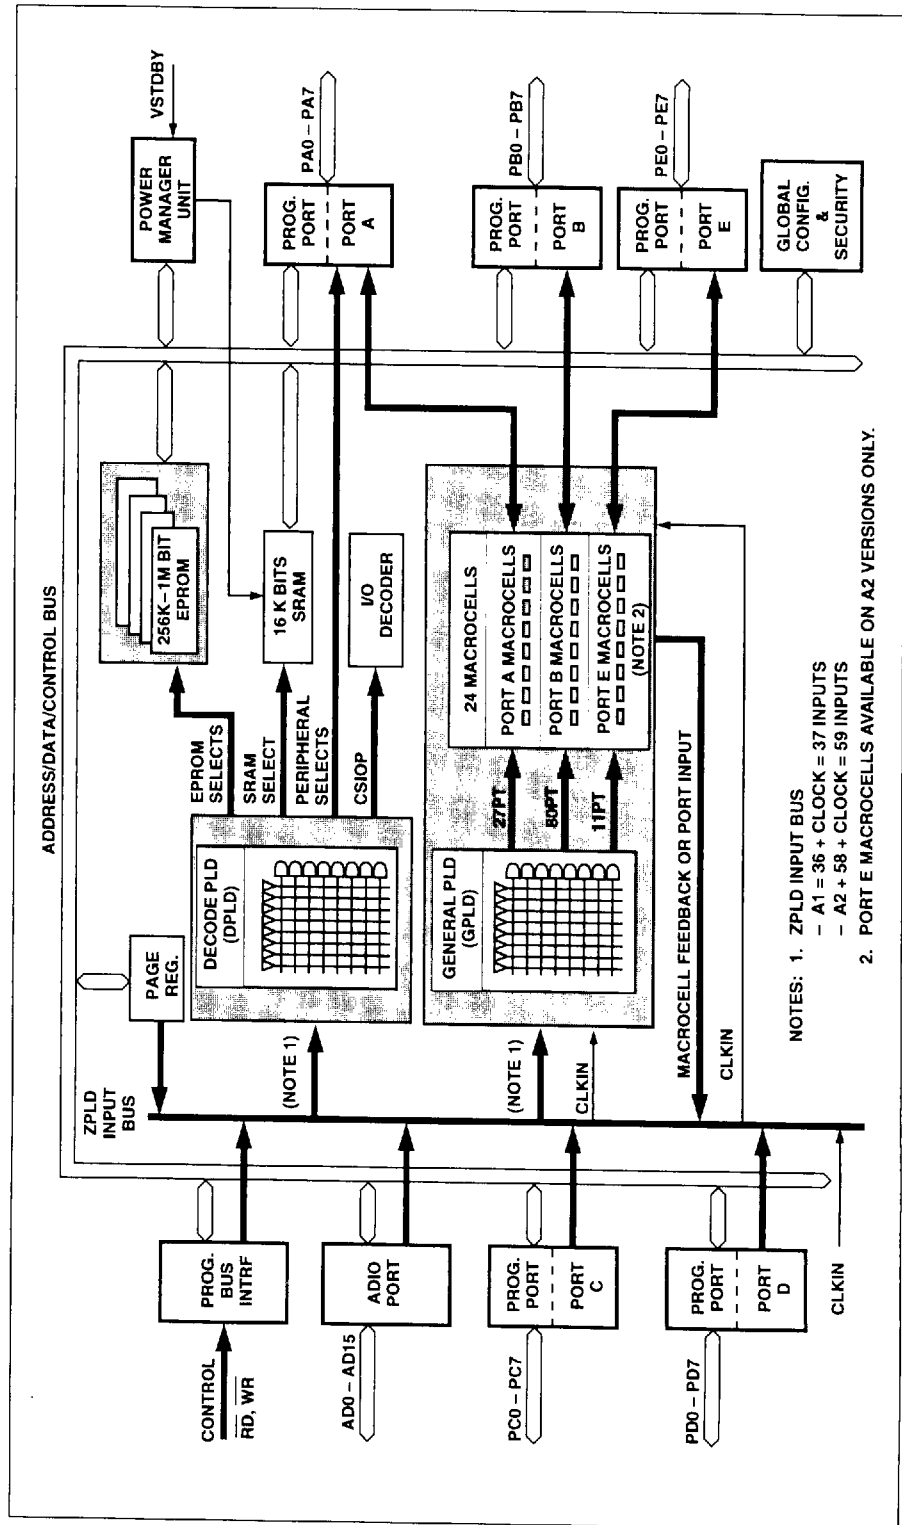 ADDRESS/DATA/CONTROL BUS
CONTROL
RD, WR
PROG.
BUS
INTRF
AD0 – AD15
ADIO
PORT
PC0 – PC7
PROG.
PORT
PORT
C
PD0 – PD7
PROG.
PORT
PORT
D
CLKIN
ZPLD
INPUT
BUS
PAGE
REG.
(NOTE 1)
(NOTE 1)
CLKIN
DECODE PLD
(DPLD)
GENERAL PLD
(GPLD)
MACROCELL FEEDBACK OR PORT INPUT
CLKIN
EPROM
SELECTS
SRAM
SELECT
PERIPHERAL
SELECTS
CSIOP
27PT
80PT
11PT
256K–1M BIT
EPROM
16 K BITS
SRAM
I/O
DECODER
24 MACROCELLS
PORT A MACROCELLS
PORT B MACROCELLS
PORT E MACROCELLS
(NOTE 2)
POWER
MANAGER
UNIT
VSTDBY
PROG.
PORT
PORT
A
PA0 – PA7
PROG.
PORT
PORT
B
PB0 – PB7
PROG.
PORT
PORT
E
PE0 – PE7
GLOBAL
CONFIG.
&
SECURITY
NOTES: 1. ZPLD INPUT BUS
– A1 = 36 + CLOCK = 37 INPUTS
– A2 + 58 + CLOCK = 59 INPUTS
2. PORT E MACROCELLS AVAILABLE ON A2 VERSIONS ONLY.